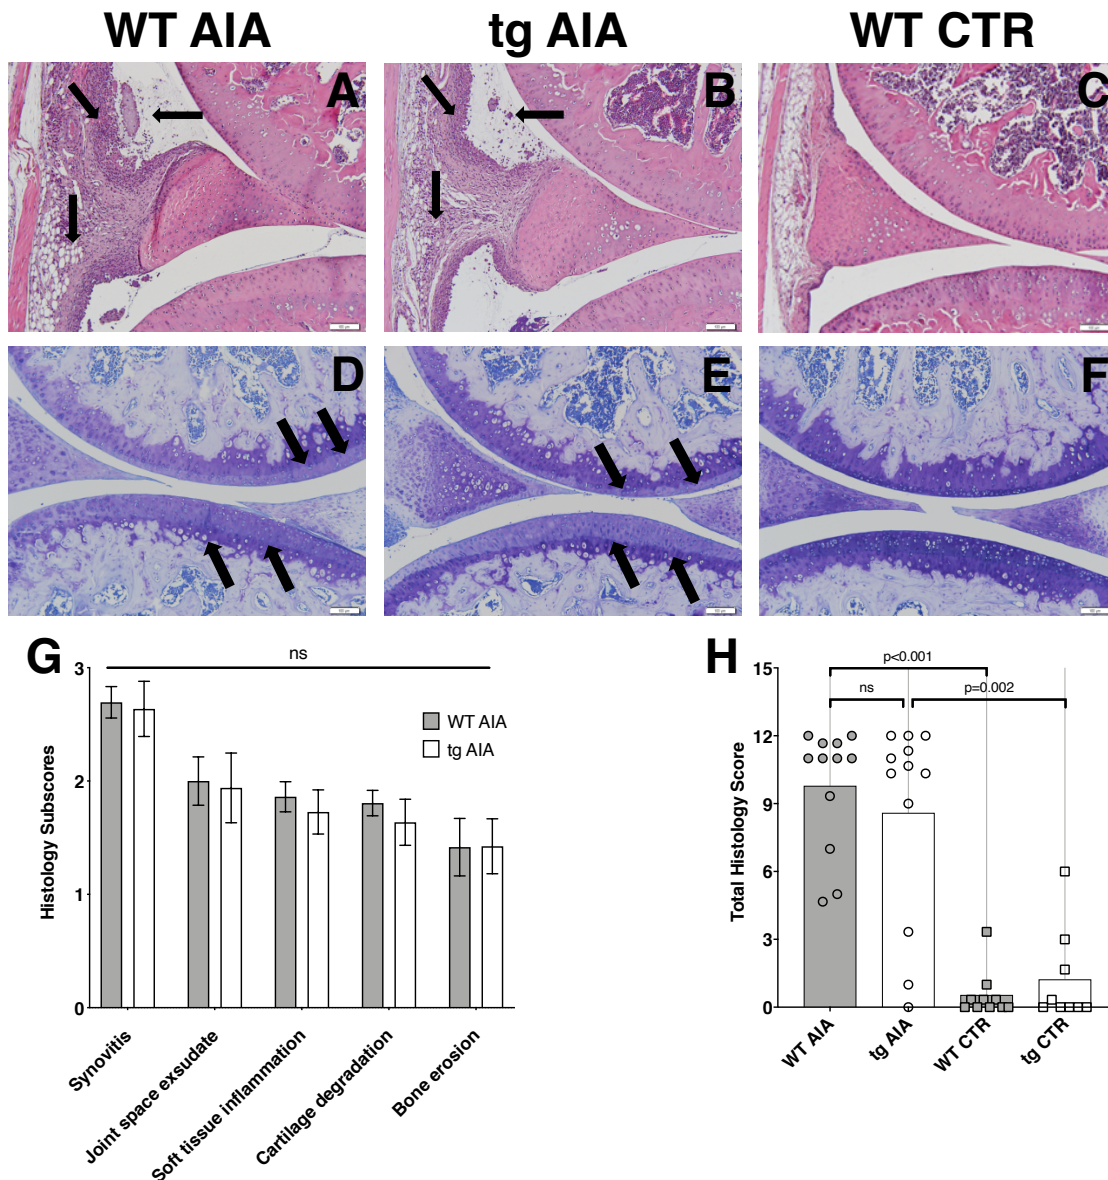 WT AIA
tg AIA
WT CTR
A
B
C
D
E
F
G
ns
3
2
1
0
Histology Subscores
WT AIA
tg AIA
Synovitis
Joint space exsudate
Soft tissue inflammation
Cartilage degradation
Bone erosion
H
p<0.001
ns
p=0.002
15
12
9
6
3
0
Total Histology Score
WT AIA
tg AIA
WT CTR
tg CTR